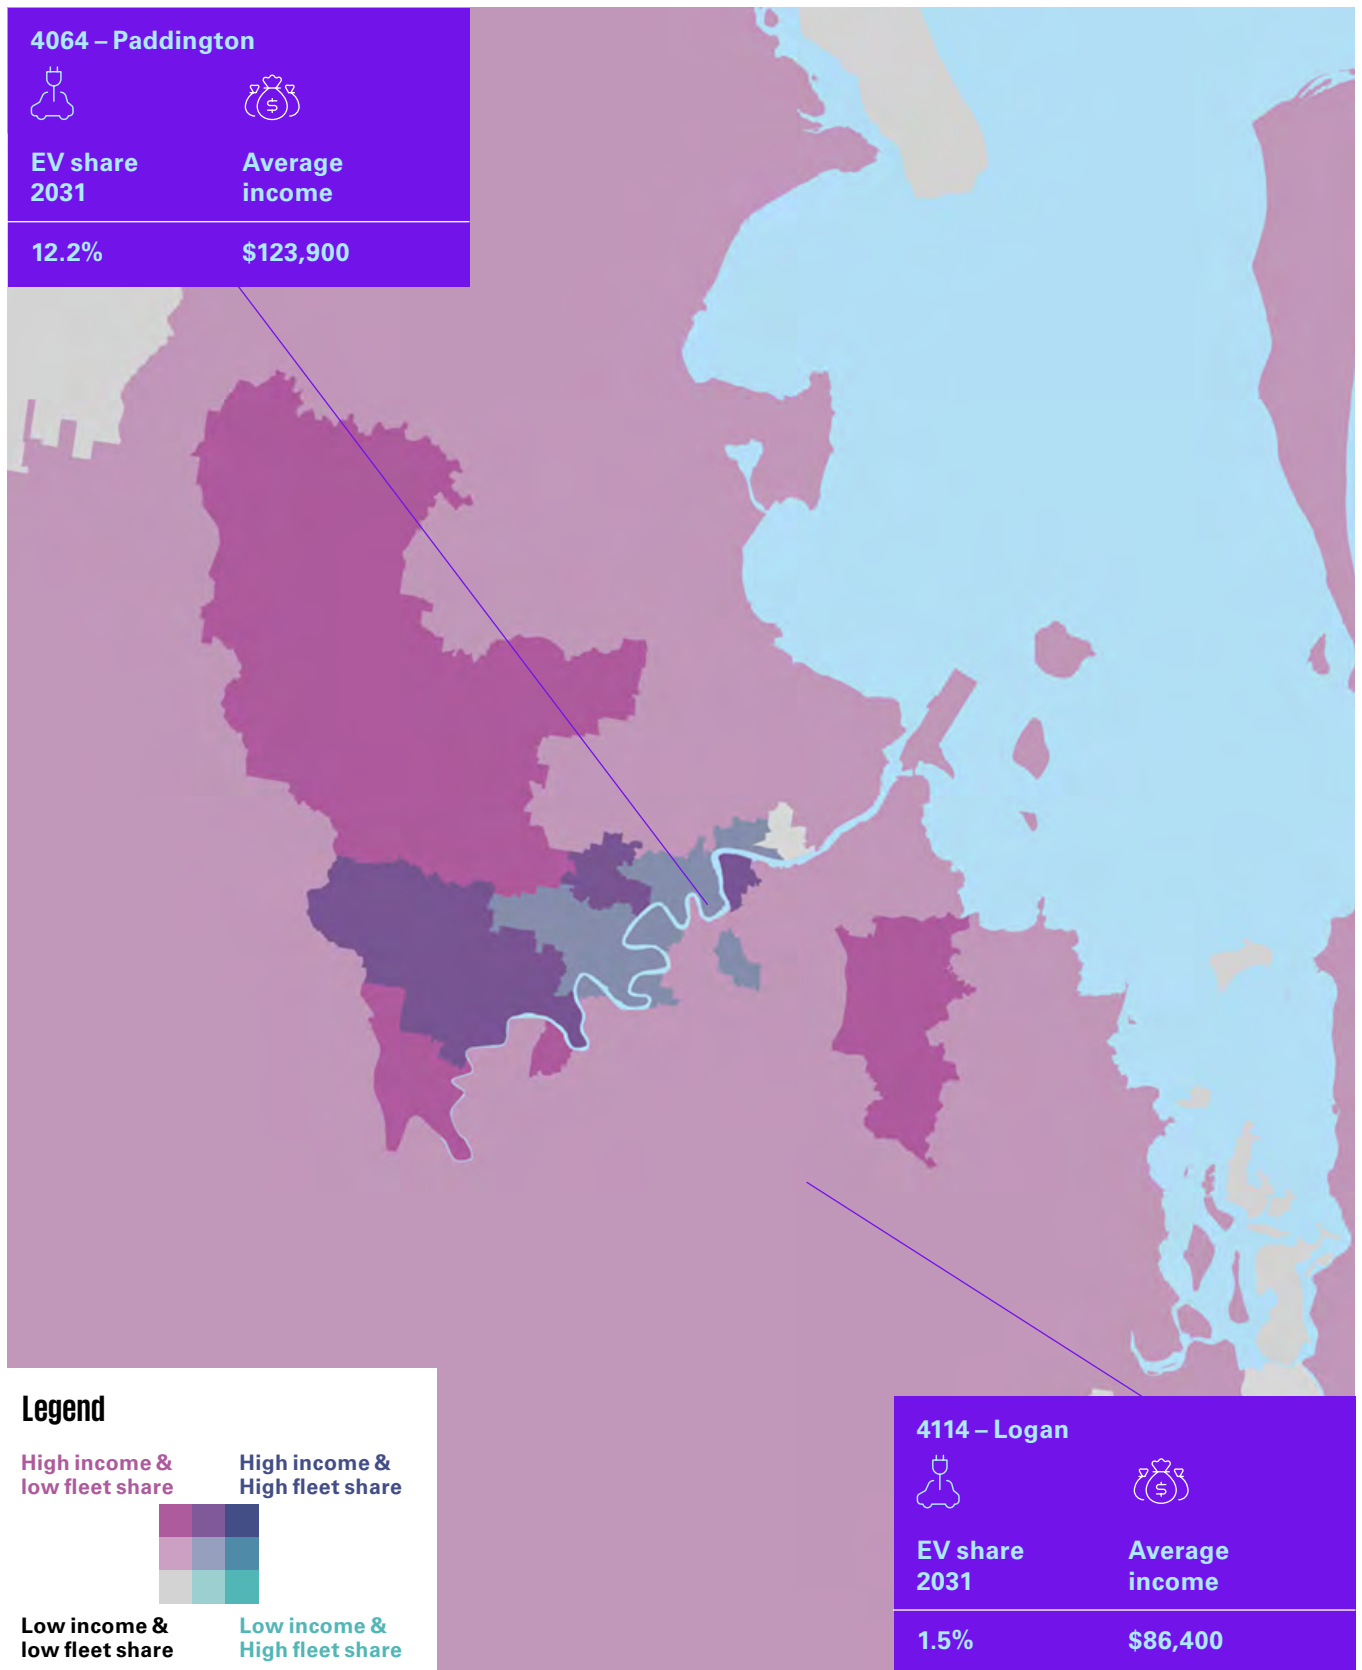 4064 – Paddington
EV share
2031
Average
income
12.2%
$123,900
Legend
High income &
low fleet share
High income &
High fleet share
Low income &
low fleet share
Low income &
High fleet share
4114 – Logan
EV share
2031
Average
income
1.5%
$86,400